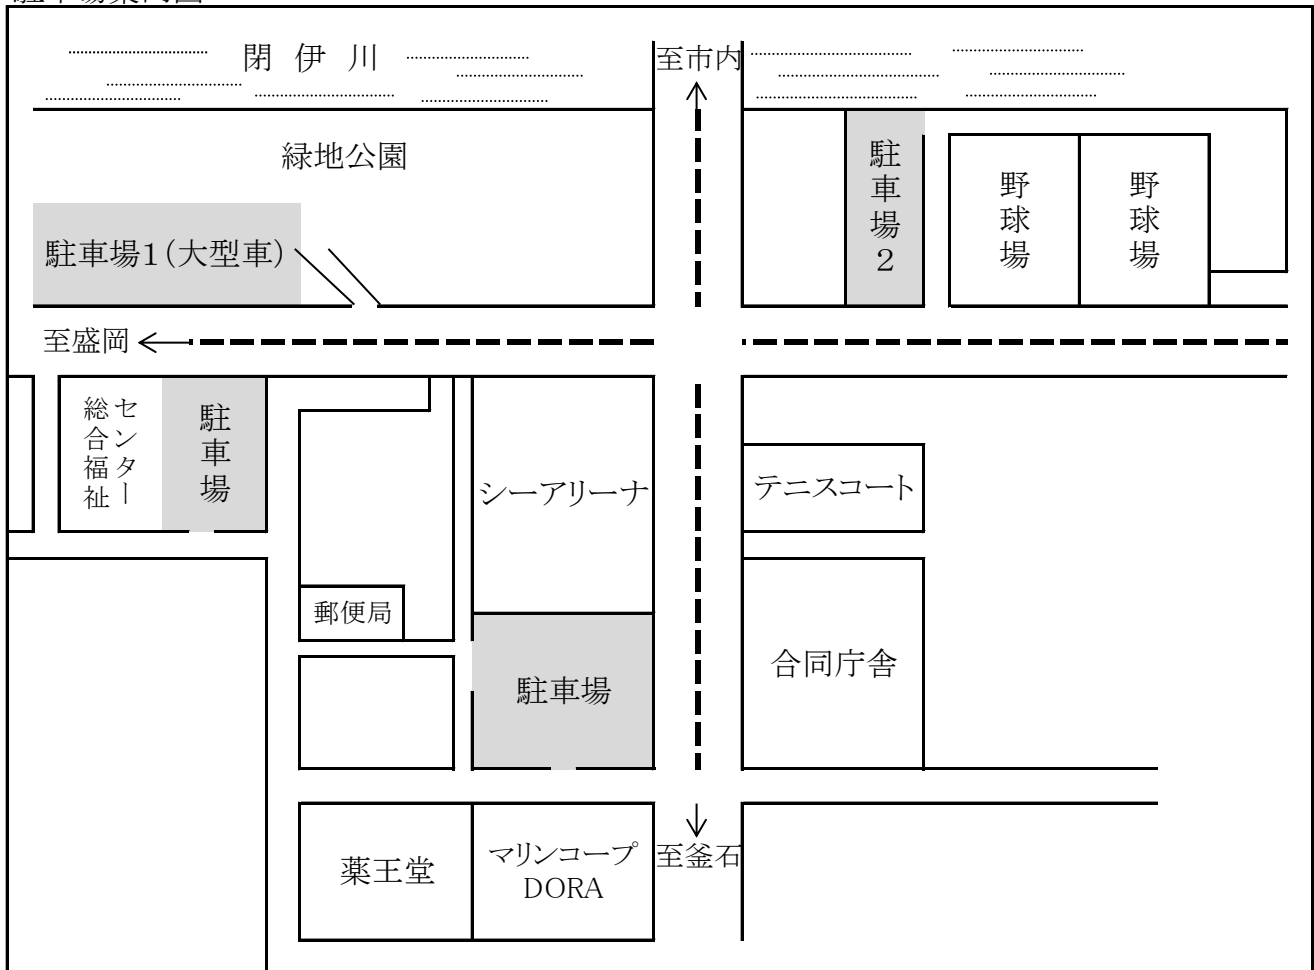 閉伊川
至市内
緑地公園
駐車場2
野球場
野球場
駐車場1(大型車)
至盛岡
総合福祉
センター
駐車場
シーアリーナ
テニスコート
郵便局
駐車場
合同庁舎
薬王堂
マリンコープ
DORA
至釜石